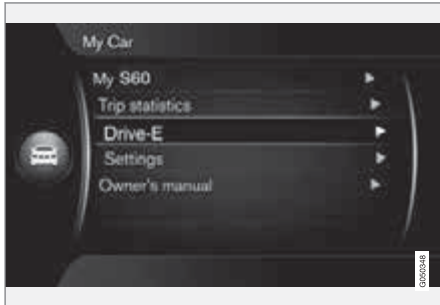 My Car
My S60
Trip statistics
Drive-E
Settings
Owner's manual
G050348